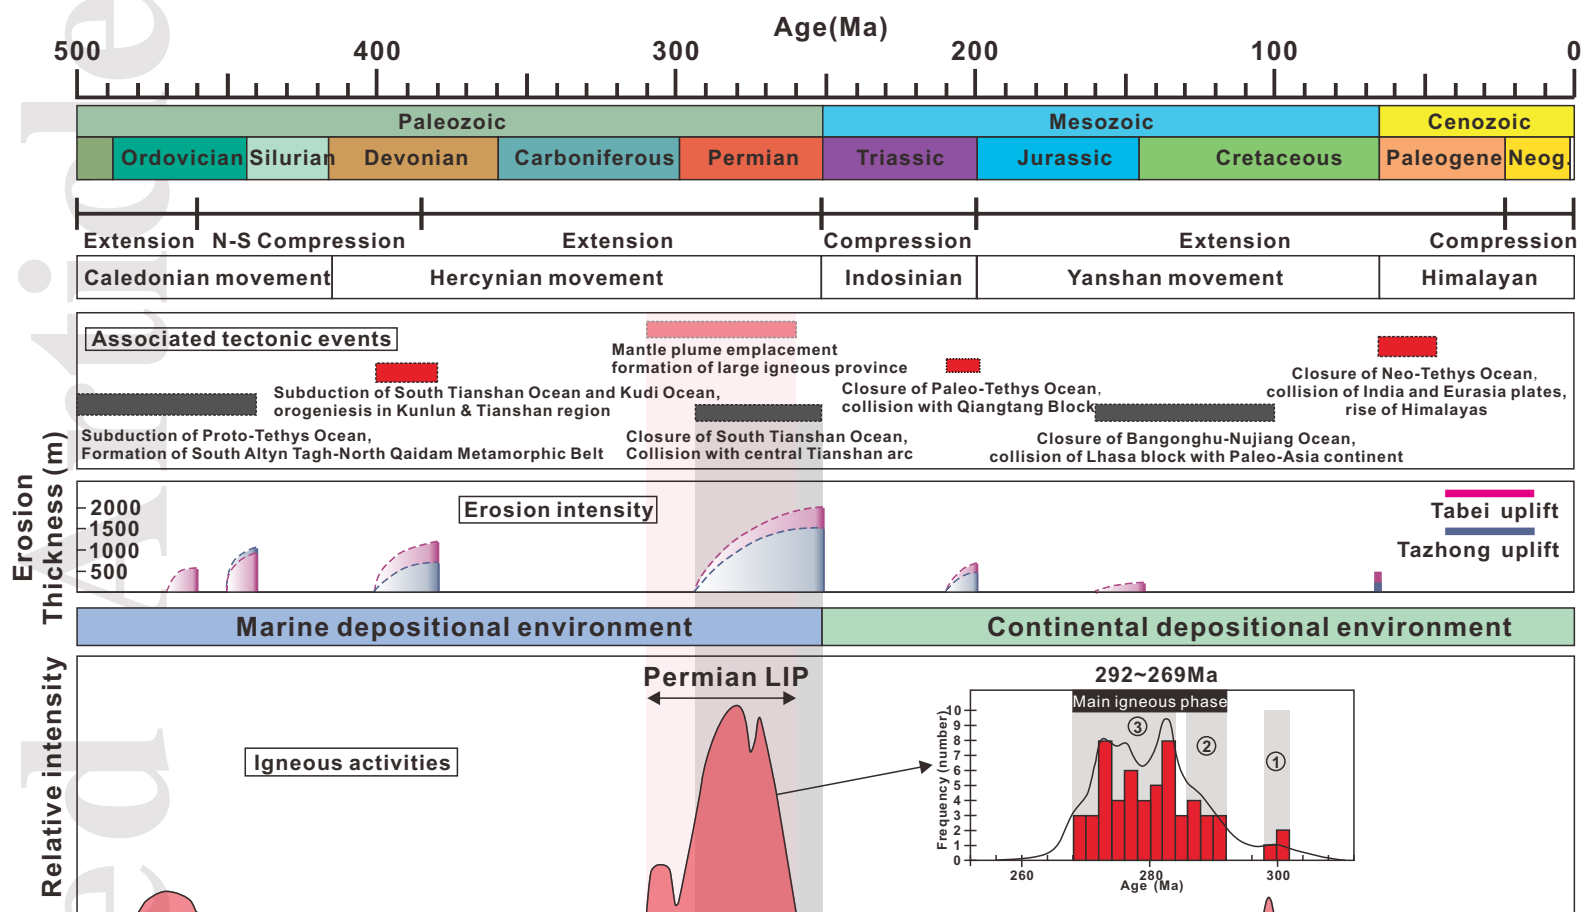 Age(Ma)
500 400 300 200 100 0
Paleozoic Mesozoic Cenozoic
Ordovician Silurian Devonian Carboniferous Permian Triassic Jurassic Cretaceous Paleogene Neog.
Extension N-S Compression Extension Compression Extension Compression
Caledonian movement Hercynian movement Indosinian Yanshan movement Himalayan
Associated tectonic events
Mantle plume emplacement
formation of large igneous province
Subduction of South Tianshan Ocean and Kudi Ocean,
orogeniesis in Kunlun & Tianshan region
Closure of Paleo-Tethys Ocean,
collision with Qiangtang Block
Closure of Neo-Tethys Ocean,
collision of India and Eurasia plates,
rise of Himalayas
Subduction of Proto-Tethys Ocean,
Formation of South Altyn Tagh-North Qaidam Metamorphic Belt
Closure of South Tianshan Ocean,
Collision with central Tianshan arc
Closure of Bangonghu-Nujiang Ocean,
collision of Lhasa block with Paleo-Asia continent
Erosion
Thickness (m)
2000
1500
1000
500
Erosion intensity
Tabei uplift
Tazhong uplift
Marine depositional environment Continental depositional environment
Relative intensity
Permian LIP
Igneous activities
292~269Ma
Main igneous phase
③ ② ①
Frequency (number)
10
9
8
7
6
5
4
3
2
1
0
260 280 300
Age (Ma)
Article
ed